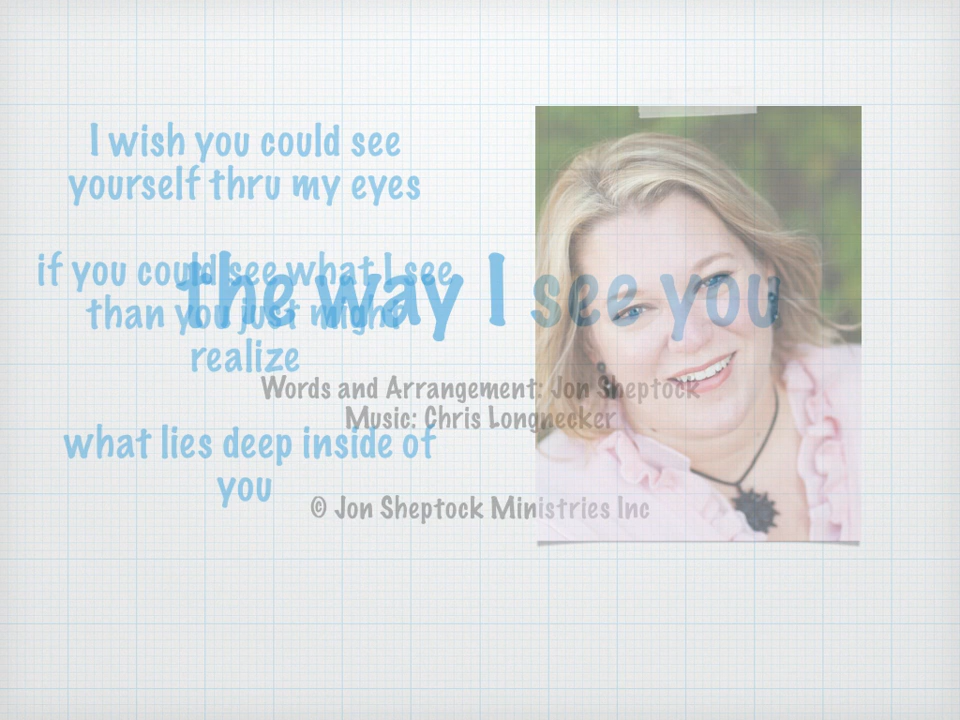 I wish you could see
yourself thru my eyes
if you could see what I see
than you just might
realize
what lies deep inside of
you
the way I see you
Words and Arrangement: Jon Sheptock
Music: Chris Longnecker
© Jon Sheptock Ministries Inc